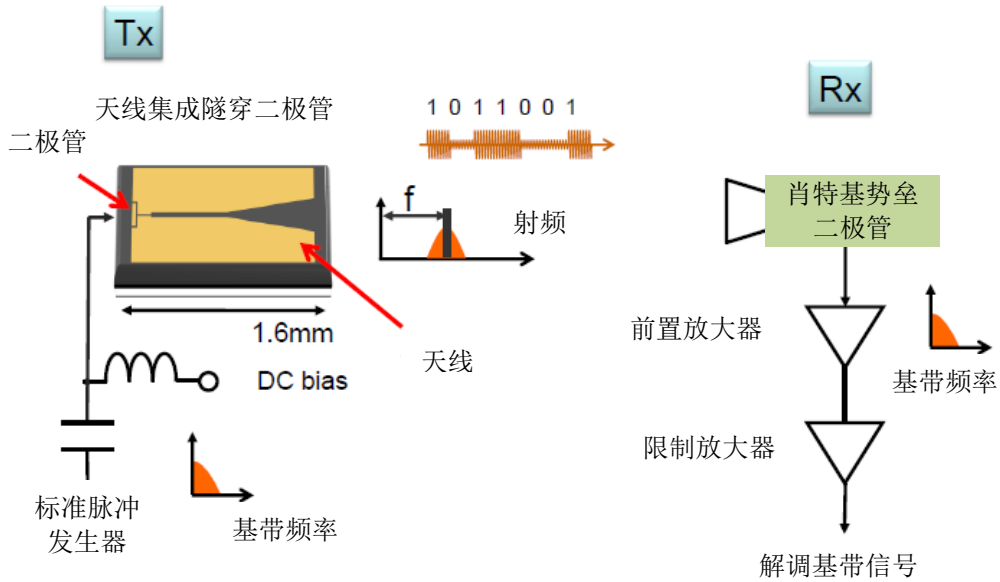 Tx
天线集成隧穿二极管
二极管
1 0 1 1 0 0 1
f
射频
1.6mm
天线
DC bias
标准脉冲
发生器
基带频率
Rx
肖特基势垒
二极管
前置放大器
基带频率
限制放大器
解调基带信号